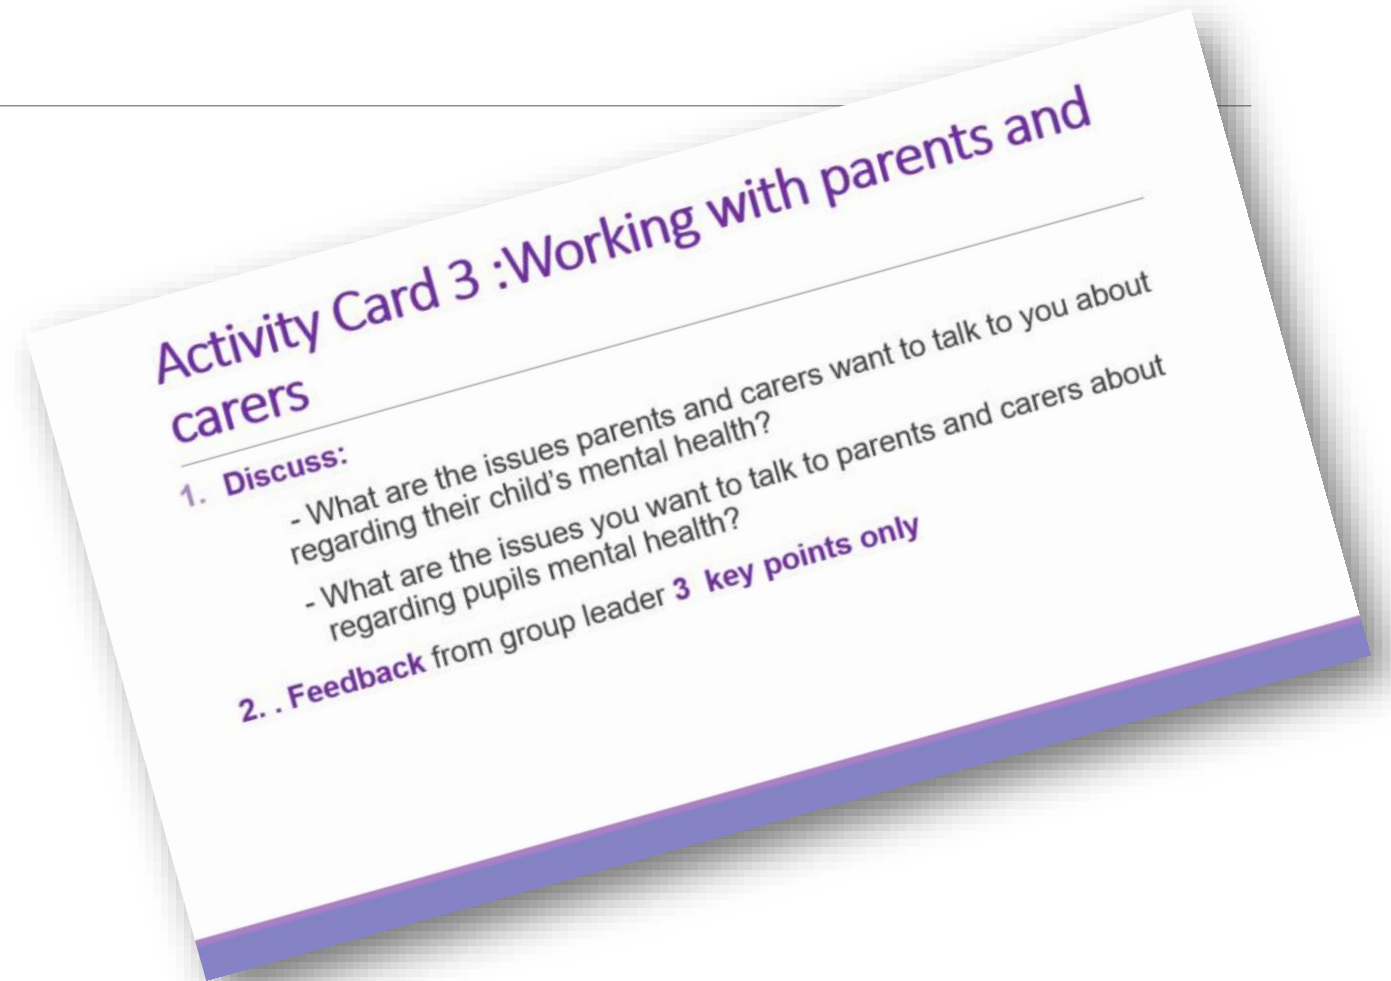 Activity Card 3 :Working with parents and
carers
1. Discuss:
- What are the issues parents and carers want to talk to you about
regarding their child’s mental health?
- What are the issues you want to talk to parents and carers about
regarding pupils mental health?
2. . Feedback from group leader 3 key points only